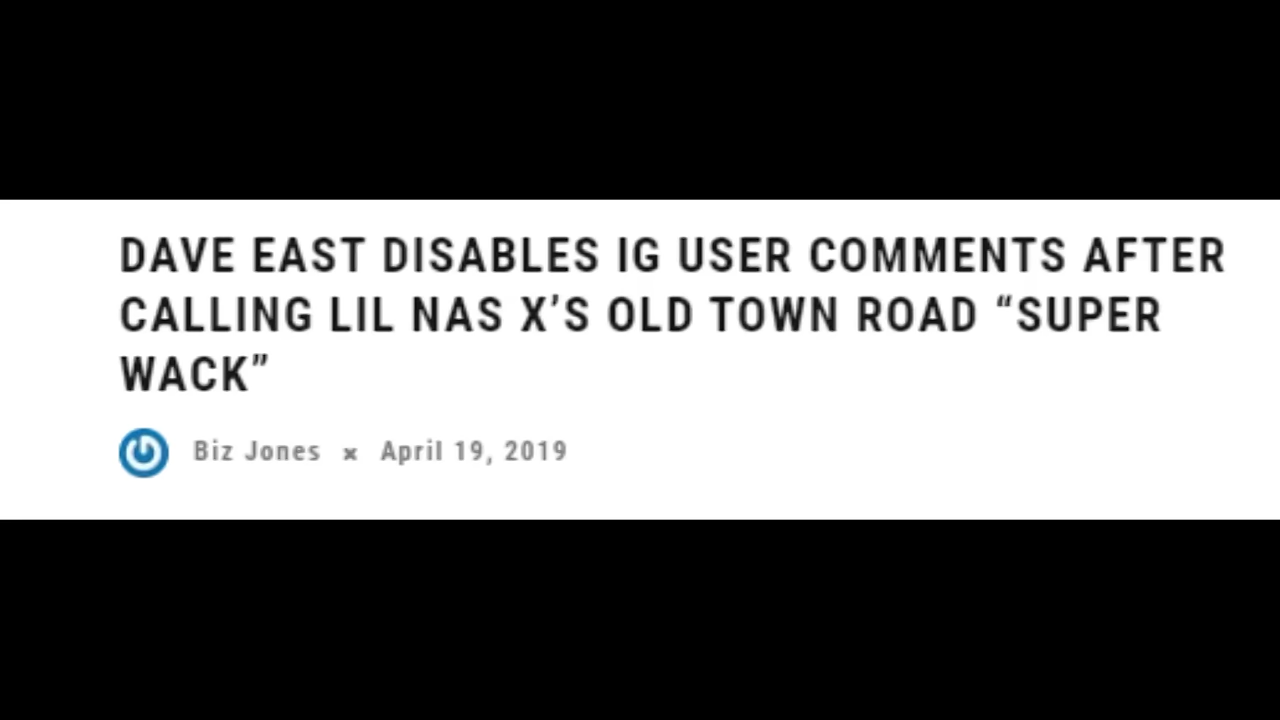 DAVE EAST DISABLES IG USER COMMENTS AFTER
CALLING LIL NAS X’S OLD TOWN ROAD “SUPER
WACK”
Biz Jones × April 19, 2019